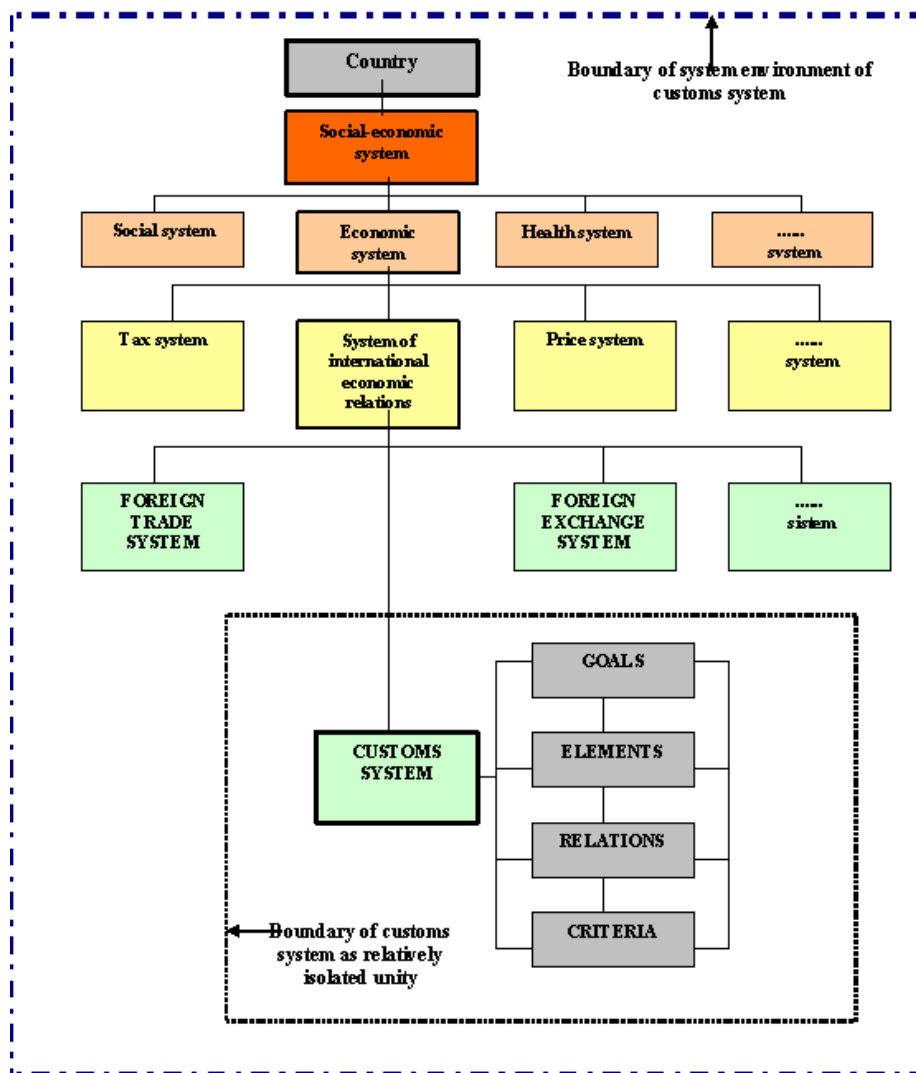 Country
Boundary of system environment of
customs system
Social-economic
system
Social system
Economic
system
Health system
......
system
Tax system
System of
international
economic
relations
Price system
......
system
FOREIGN
TRADE
SYSTEM
FOREIGN
EXCHANGE
SYSTEM
......
sistem
GOALS
CUSTOMS
SYSTEM
ELEMENTS
RELATIONS
CRITERIA
Boundary of customs
system as relatively
isolated unity